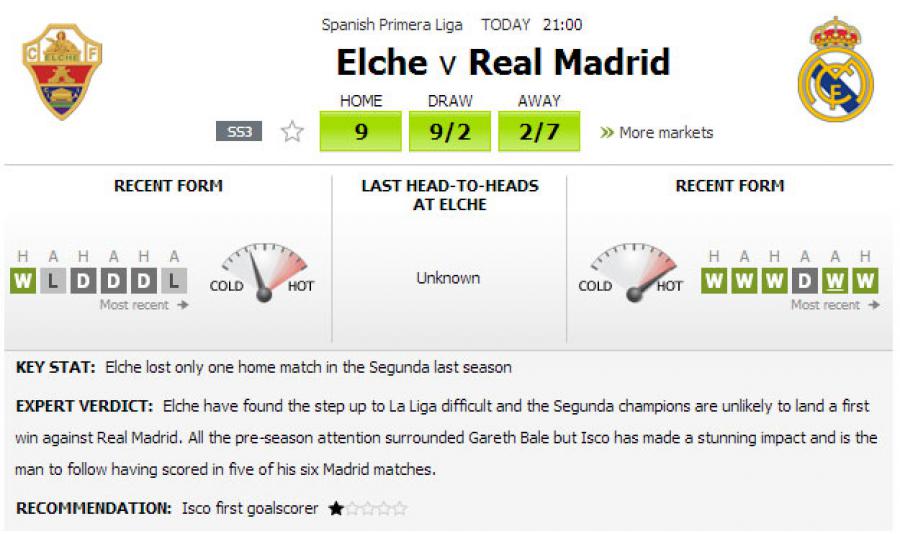 Spanish Primera Liga TODAY 21:00
Elche v Real Madrid
HOME DRAW AWAY
SS3 9 9/2 2/7 » More markets
C ELCHE F
RECENT FORM
H A H A H A
W L D D D L
Most recent →
COLD HOT
LAST HEAD-TO-HEADS
AT ELCHE
Unknown
RECENT FORM
COLD HOT
H A H A A H
W W W D W W
Most recent →
KEY STAT: Elche lost only one home match in the Segunda last season
EXPERT VERDICT: Elche have found the step up to La Liga difficult and the Segunda champions are unlikely to land a first
win against Real Madrid. All the pre-season attention surrounded Gareth Bale but Isco has made a stunning impact and is the
man to follow having scored in five of his six Madrid matches.
RECOMMENDATION: Isco first goalscorer ★☆☆☆☆